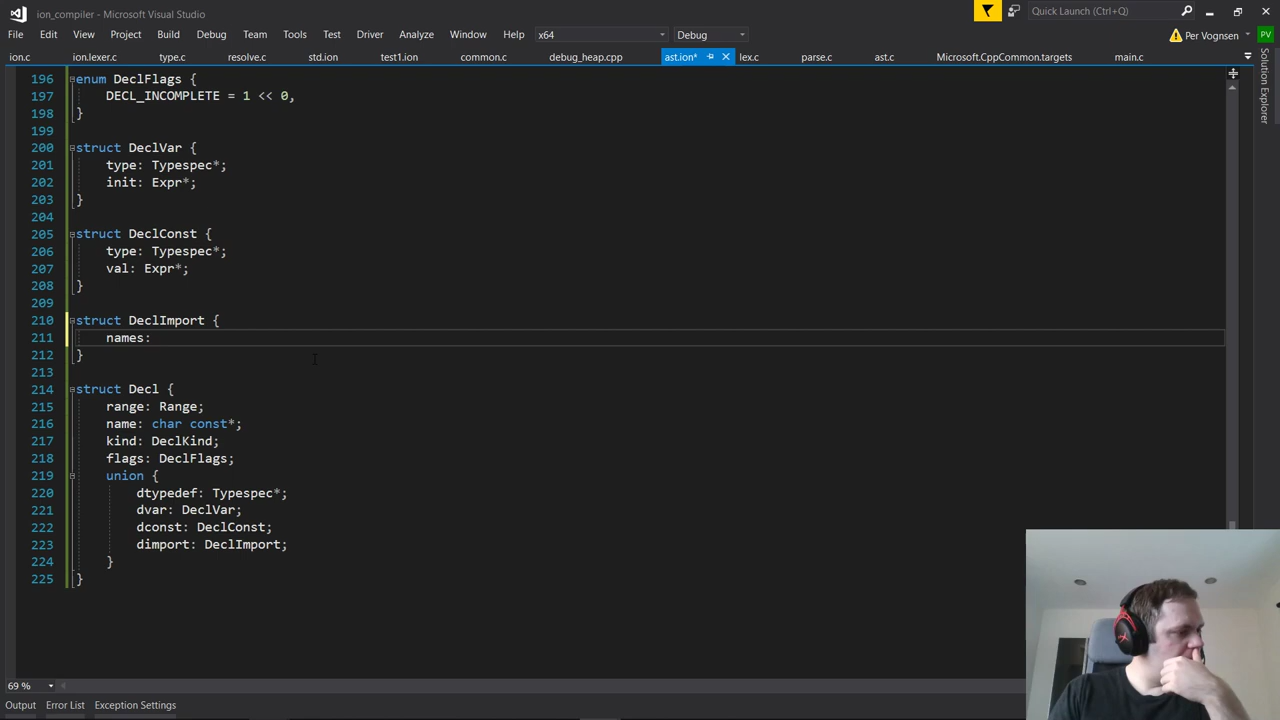 ion_compiler - Microsoft Visual Studio
Quick Launch (Ctrl+Q)
File Edit View Project Build Debug Team Tools Test Driver Analyze Window Help x64 Debug Per Vognsen PV
ion.c ion.lexer.c type.c resolve.c std.ion test1.ion common.c debug_heap.cpp ast.ion* lex.c parse.c ast.c Microsoft.CppCommon.targets main.c
Solution Explorer
196 enum DeclFlags {
197 DECL_INCOMPLETE = 1 << 0,
198 }
199
200 struct DeclVar {
201 type: Typespec*;
202 init: Expr*;
203 }
204
205 struct DeclConst {
206 type: Typespec*;
207 val: Expr*;
208 }
209
210 struct DeclImport {
211 names:
212 }
213
214 struct Decl {
215 range: Range;
216 name: char const*;
217 kind: DeclKind;
218 flags: DeclFlags;
219 union {
220 dtypedef: Typespec*;
221 dvar: DeclVar;
222 dconst: DeclConst;
223 dimport: DeclImport;
224 }
225 }
69 %
Output Error List Exception Settings